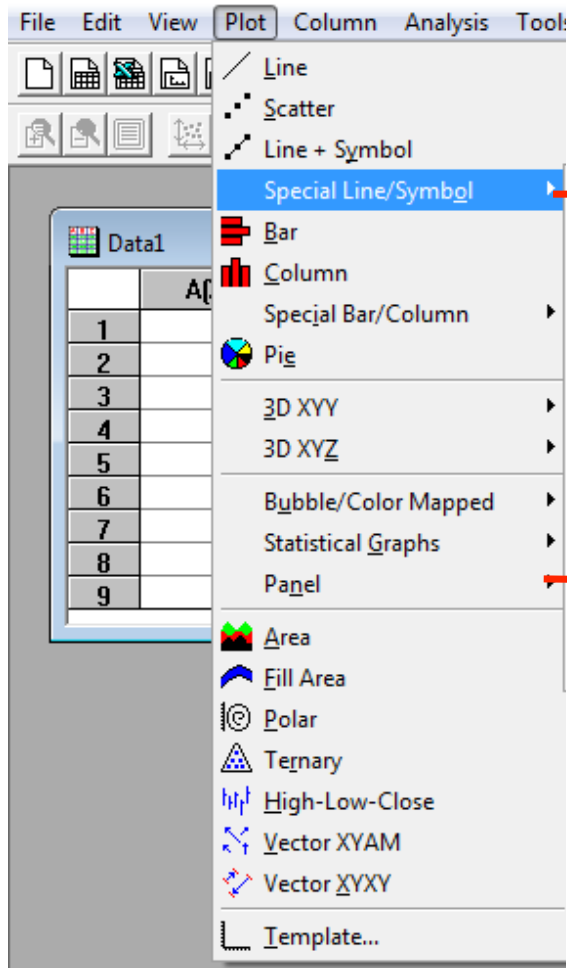 File Edit View Plot Column Analysis Tools
Line
Scatter
Line + Symbol
Special Line/Symbol
Bar
Column
Special Bar/Column
Pie
3D XYY
3D XYZ
Bubble/Color Mapped
Statistical Graphs
Panel
Area
Fill Area
Polar
Ternary
High-Low-Close
Vector XYAM
Vector XYXY
Template...
Data1
1
2
3
4
5
6
7
8
9